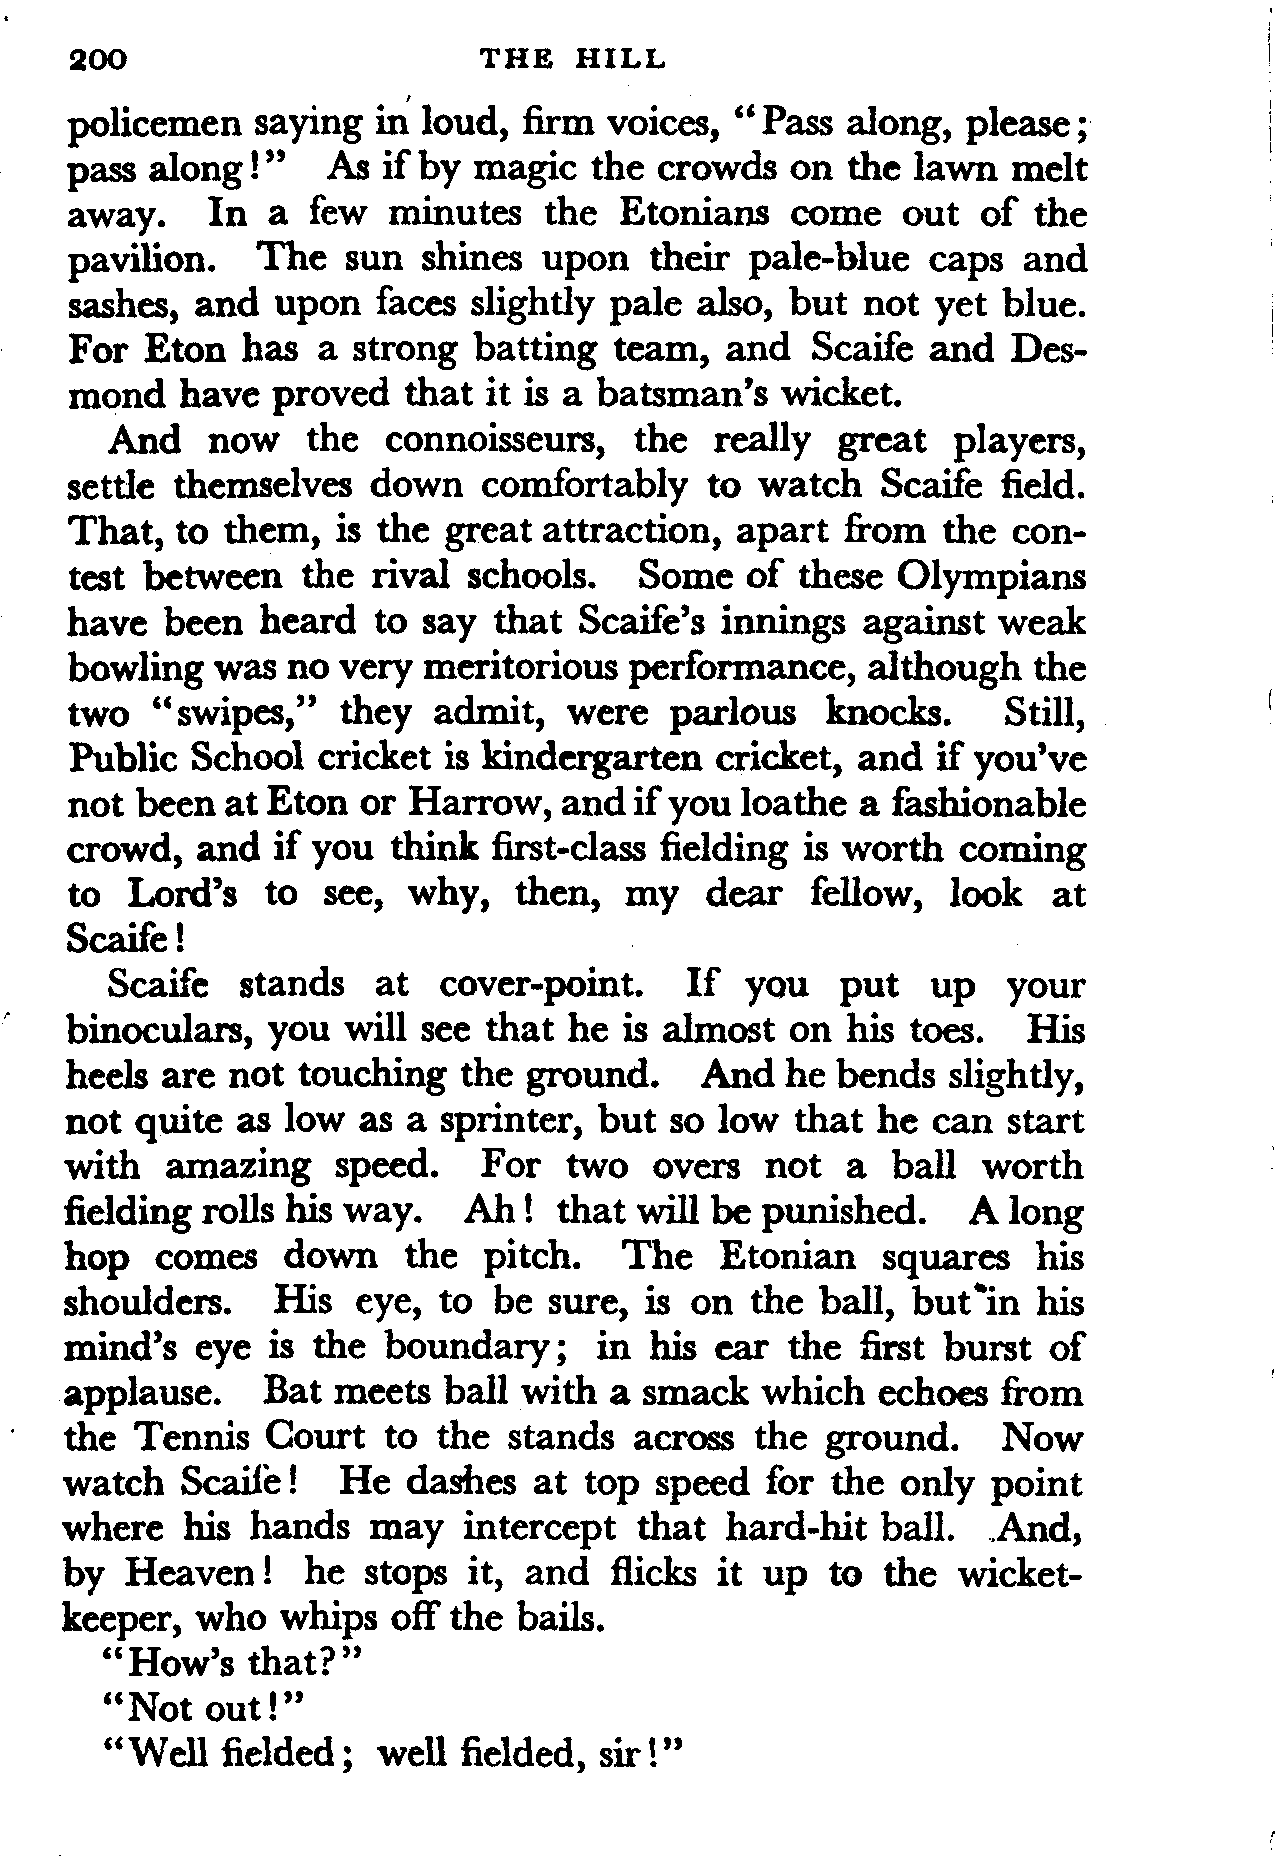 200 THE HILL
policemen saying in loud, firm voices, “Pass along, please;
pass along!” As if by magic the crowds on the lawn melt
away. In a few minutes the Etonians come out of the
pavilion. The sun shines upon their pale-blue caps and
sashes, and upon faces slightly pale also, but not yet blue.
For Eton has a strong batting team, and Scaife and Des-
mond have proved that it is a batsman’s wicket.
And now the connoisseurs, the really great players,
settle themselves down comfortably to watch Scaife field.
That, to them, is the great attraction, apart from the con-
test between the rival schools. Some of these Olympians
have been heard to say that Scaife’s innings against weak
bowling was no very meritorious performance, although the
two “swipes,” they admit, were parlous knocks. Still,
Public School cricket is kindergarten cricket, and if you’ve
not been at Eton or Harrow, and if you loathe a fashionable
crowd, and if you think first-class fielding is worth coming
to Lord’s to see, why, then, my dear fellow, look at
Scaife!
Scaife stands at cover-point. If you put up your
binoculars, you will see that he is almost on his toes. His
heels are not touching the ground. And he bends slightly,
not quite as low as a sprinter, but so low that he can start
with amazing speed. For two overs not a ball worth
fielding rolls his way. Ah! that will be punished. A long
hop comes down the pitch. The Etonian squares his
shoulders. His eye, to be sure, is on the ball, but in his
mind’s eye is the boundary; in his ear the first burst of
applause. Bat meets ball with a smack which echoes from
the Tennis Court to the stands across the ground. Now
watch Scaife! He dashes at top speed for the only point
where his hands may intercept that hard-hit ball. And,
by Heaven! he stops it, and flicks it up to the wicket-
keeper, who whips off the bails.
“How’s that?”
“Not out!”
“Well fielded; well fielded, sir!”